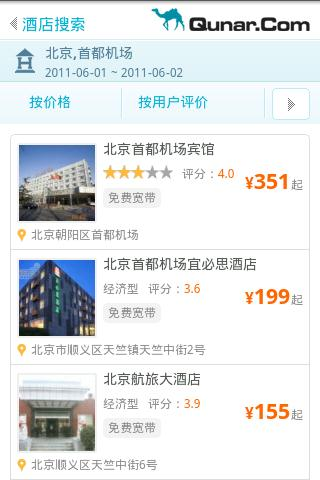 酒店搜索
Qunar.Com
北京,首都机场
2011-06-01 ~ 2011-06-02
按价格
按用户评价
北京首都机场宾馆
评分：4.0
¥351起
免费宽带
北京朝阳区首都机场
北京首都机场宜必思酒店
经济型 评分：3.6
¥199起
免费宽带
北京市顺义区天竺镇天竺中街2号
北京航旅大酒店
经济型 评分：3.9
¥155起
免费宽带
北京顺义区天竺中街6号